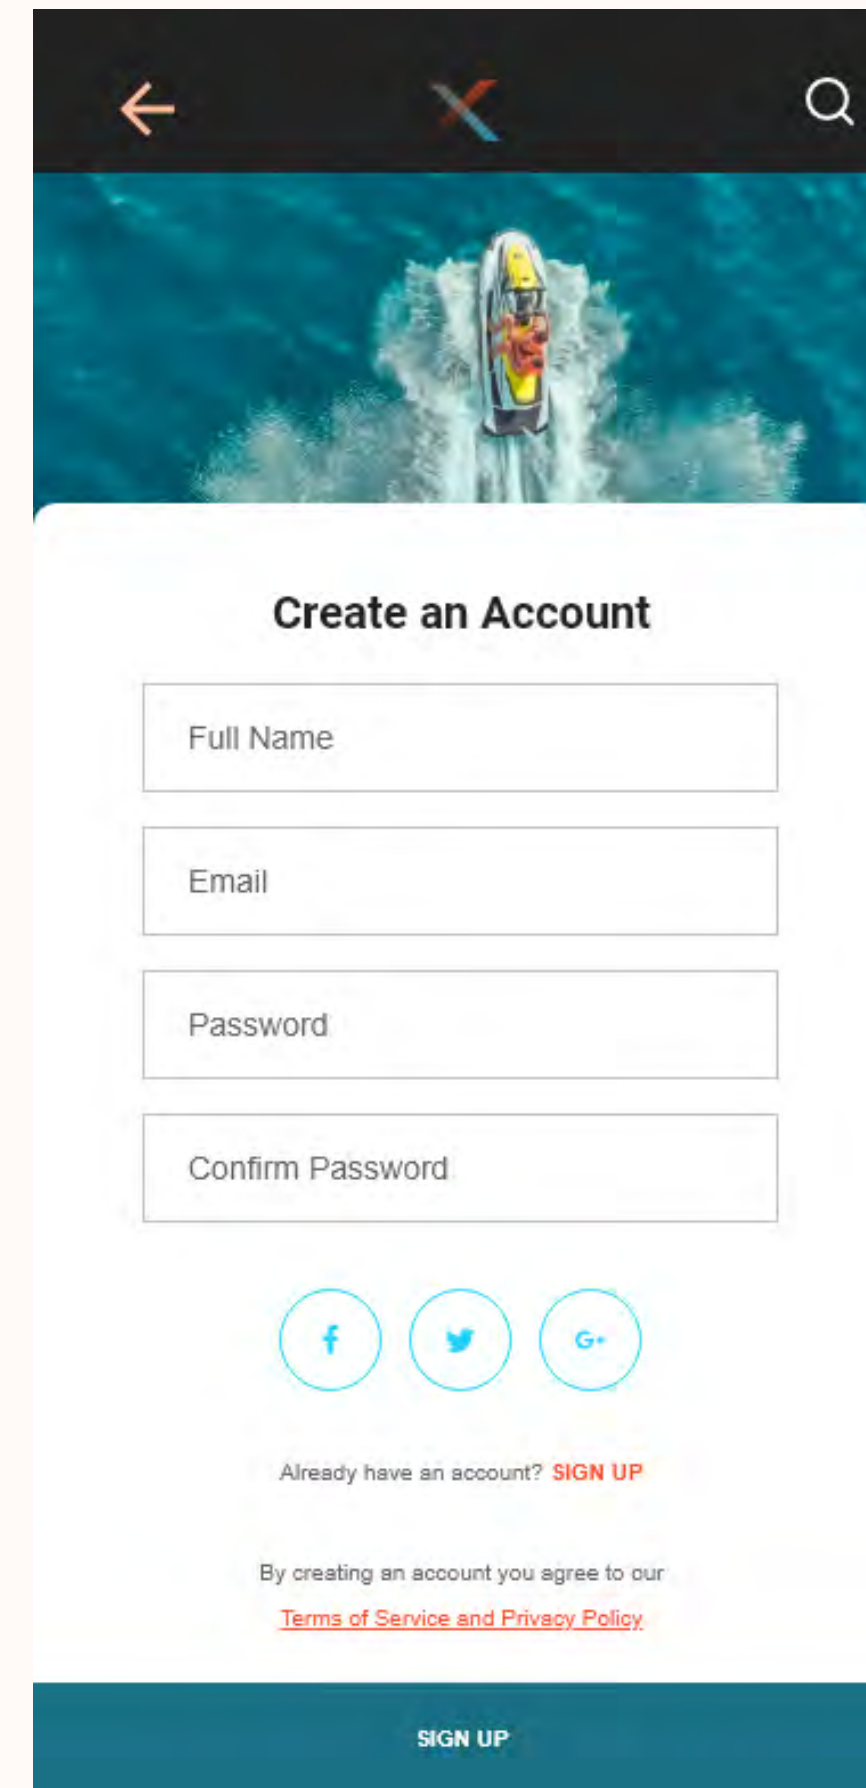 Create an Account
Full Name
Email
Password
Confirm Password
f
G+
Already have an account? SIGN UP
By creating an account you agree to our
Terms of Service and Privacy Policy
SIGN UP